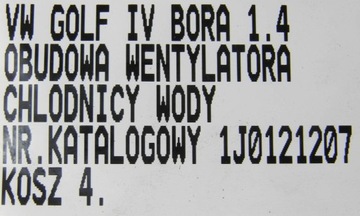 VW GOLF IV BORA 1.4
OBUDOWA WENTYLATORA
CHLODNICY WODY
NR.KATALOGOWY 1J0121207
KOSZ 4.